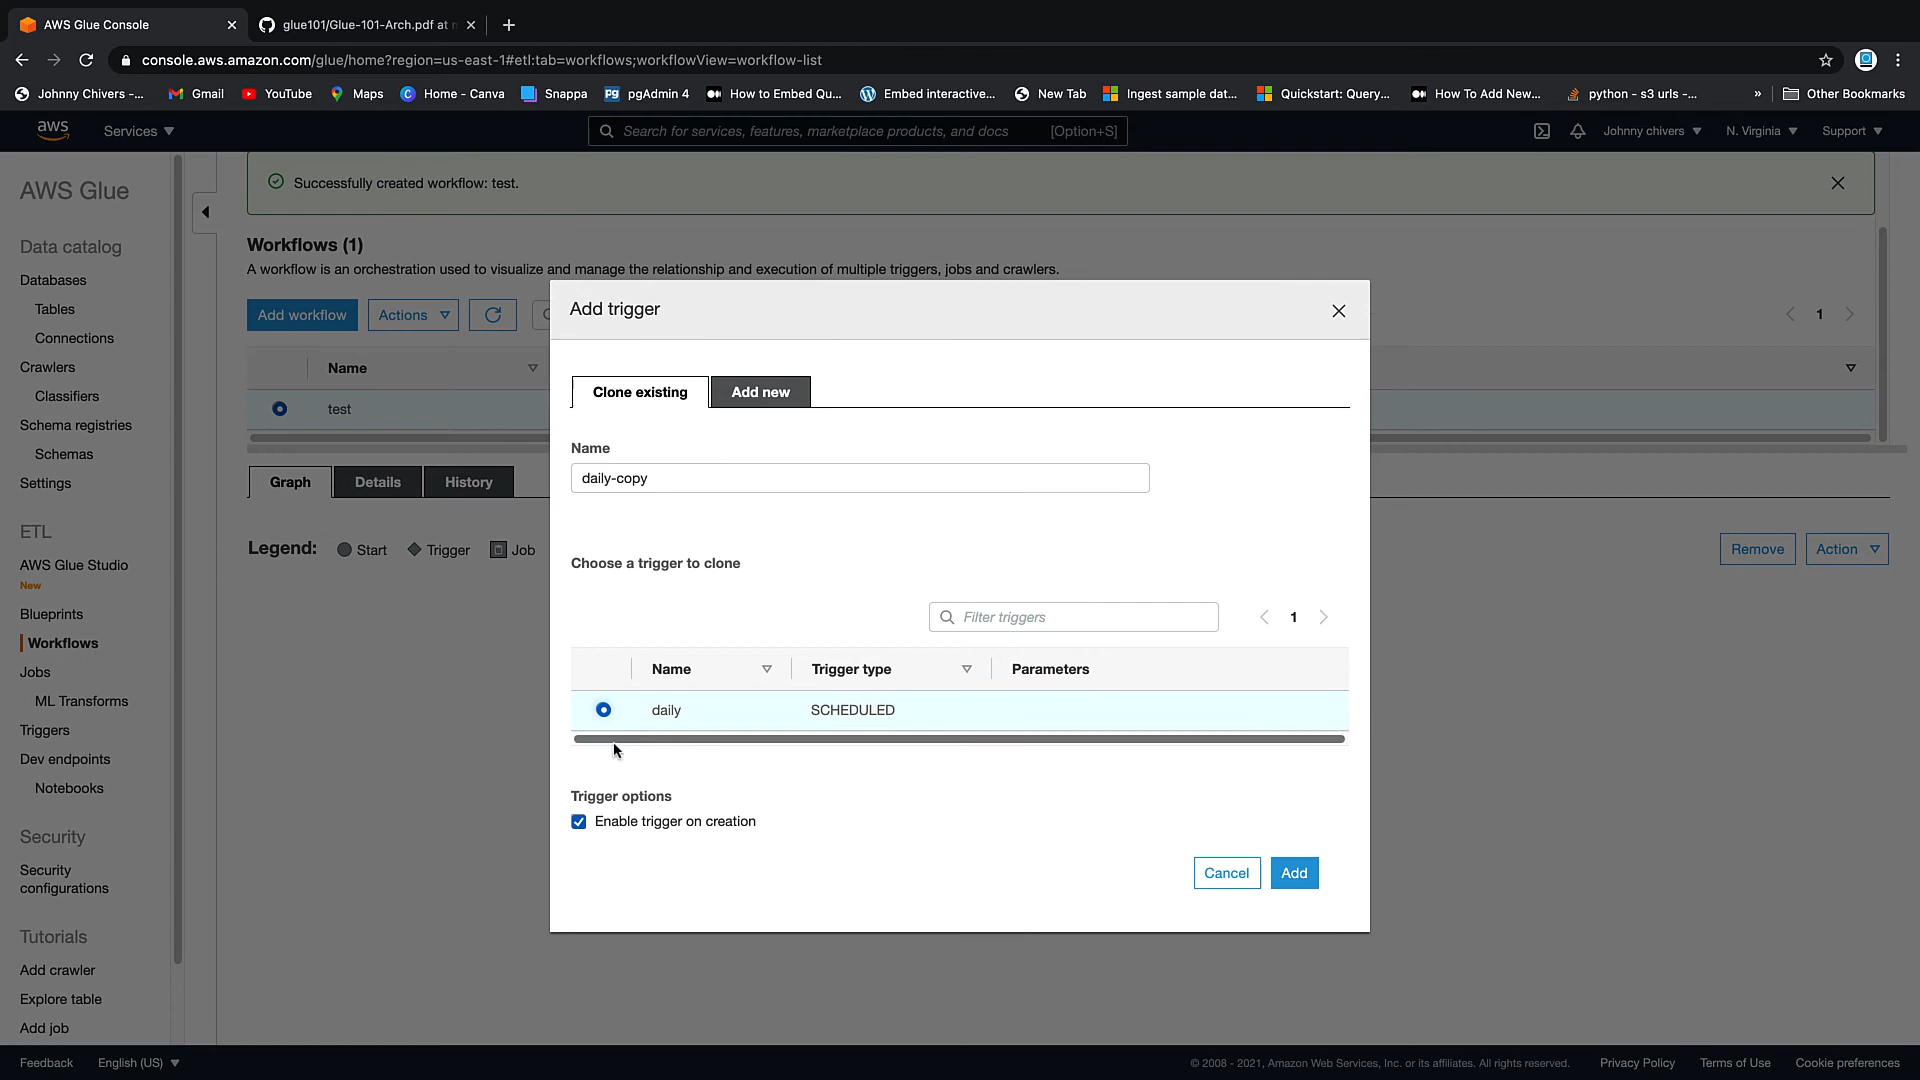 AWS Glue Console
glue101/Glue-101-Arch.pdf at
console.aws.amazon.com/glue/home?region=us-east-1#etl:tab=workflows;workflowView=workflow-list
Johnny Chivers -...
Gmail
YouTube
Maps
Home - Canva
Snappa
pgAdmin 4
How to Embed Qu...
Embed interactive...
New Tab
Ingest sample dat...
Quickstart: Query...
How To Add New...
python - s3 urls -...
»
Other Bookmarks
aws
Services
Search for services, features, marketplace products, and docs
[Option+S]
Johnny chivers
N. Virginia
Support
AWS Glue
Data catalog
Databases
Tables
Connections
Crawlers
Classifiers
Schema registries
Schemas
Settings
ETL
AWS Glue Studio
New
Blueprints
Workflows
Jobs
ML Transforms
Triggers
Dev endpoints
Notebooks
Security
Security
configurations
Tutorials
Add crawler
Explore table
Add job
Successfully created workflow: test.
Workflows (1)
A workflow is an orchestration used to visualize and manage the relationship and execution of multiple triggers, jobs and crawlers.
Add workflow
Actions
1
Name
test
Graph
Details
History
Legend:
Start
Trigger
Job
Remove
Action
Add trigger
Clone existing
Add new
Name
daily-copy
Choose a trigger to clone
Filter triggers
1
Name
Trigger type
Parameters
daily
SCHEDULED
Trigger options
Enable trigger on creation
Cancel
Add
Feedback
English (US)
© 2008 - 2021, Amazon Web Services, Inc. or its affiliates. All rights reserved.
Privacy Policy
Terms of Use
Cookie preferences